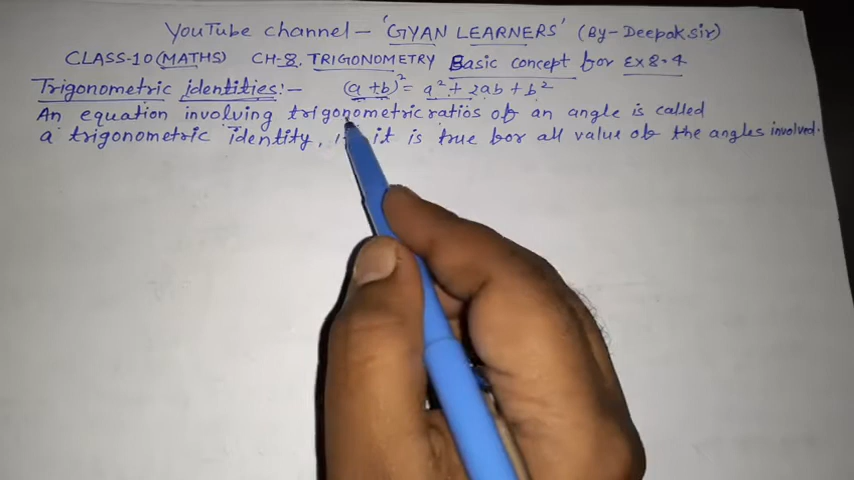 YouTube channel - 'GYAN LEARNERS' (By-Deepak sir)
CLASS-10 (MATHS) CH-8. TRIGONOMETRY Basic concept for Ex 8.4
Trigonometric identities:- (a+b)² = a² + 2ab + b²
An equation involving trigonometric ratios of an angle is called
a trigonometric identity, it is true for all value of the angles involved.